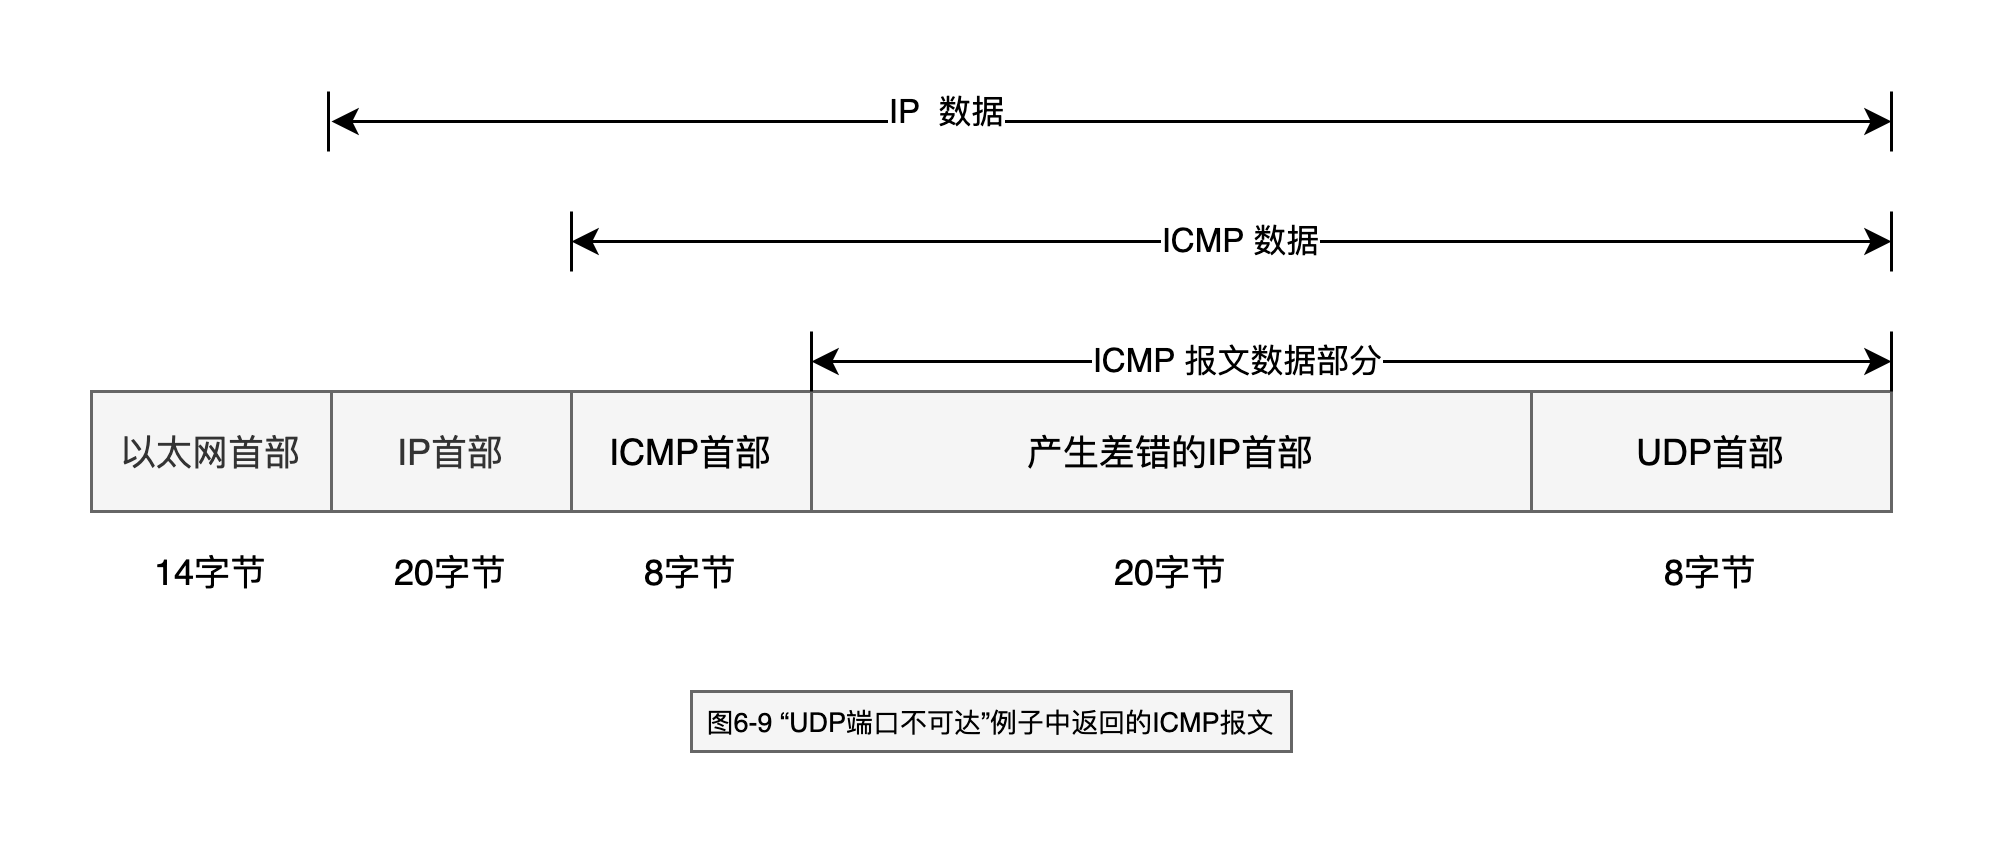 IP 数据
ICMP 数据
ICMP 报文数据部分
以太网首部 IP首部 ICMP首部 产生差错的IP首部 UDP首部
14字节 20字节 8字节 20字节 8字节
图6-9 “UDP端口不可达”例子中返回的ICMP报文